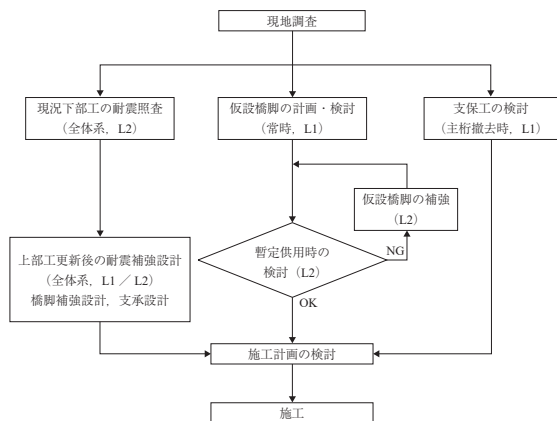 現地調査
現況下部工の耐震照査
（全体系，L2）
仮設橋脚の計画・検討
（常時，L1）
支保工の検討
（主桁撤去時，L1）
仮設橋脚の補強
（L2）
上部工更新後の耐震補強設計
（全体系，L1 ／ L2）
橋脚補強設計，支承設計
暫定供用時の
検討（L2）
NG
OK
施工計画の検討
施工